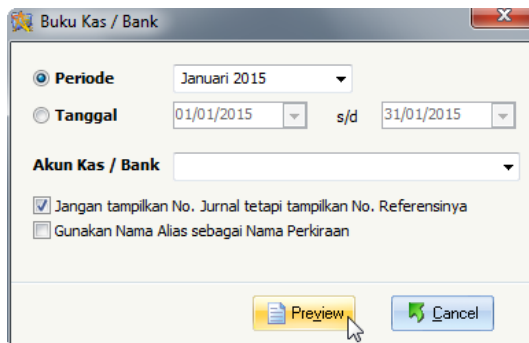 Buku Kas / Bank
Periode Januari 2015
Tanggal 01/01/2015 s/d 31/01/2015
Akun Kas / Bank
Jangan tampilkan No. Jurnal tetapi tampilkan No. Referensinya
Gunakan Nama Alias sebagai Nama Perkiraan
Preview Cancel